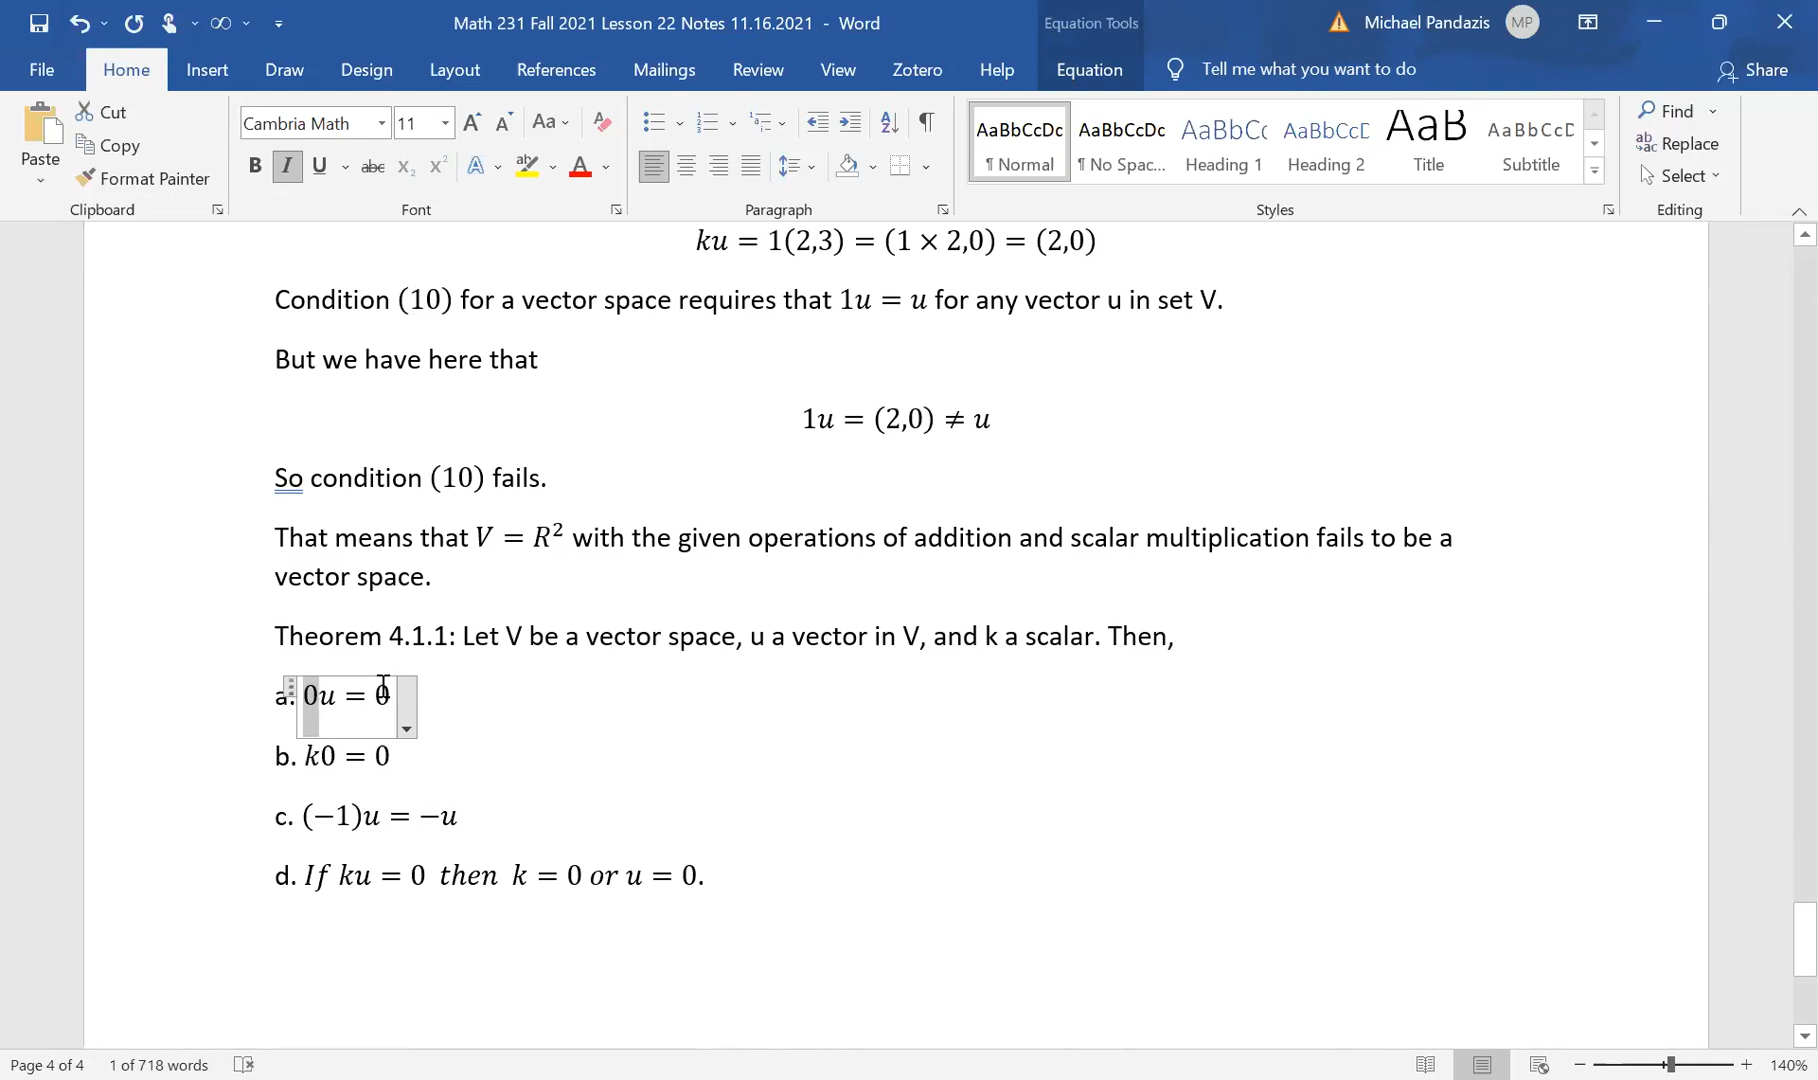 Math 231 Fall 2021 Lesson 22 Notes 11.16.2021 - Word
Equation Tools
Michael Pandazis
MP
File Home Insert Draw Design Layout References Mailings Review View Zotero Help Equation Tell me what you want to do Share
Paste
Cut
Copy
Format Painter
Clipboard
Cambria Math 11
Aa
B I U abc x₂ x² A A
Font
Paragraph
AaBbCcDc AaBbCcDc AaBbCc AaBbCcD AaB AaBbCcD
¶ Normal ¶ No Spac... Heading 1 Heading 2 Title Subtitle
Styles
Find
Replace
Select
Editing
ku = 1(2,3) = (1 × 2,0) = (2,0)
Condition (10) for a vector space requires that 1u = u for any vector u in set V.
But we have here that
1u = (2,0) ≠ u
So condition (10) fails.
That means that V = R² with the given operations of addition and scalar multiplication fails to be a
vector space.
Theorem 4.1.1: Let V be a vector space, u a vector in V, and k a scalar. Then,
a. 0u = 0
b. k0 = 0
c. (−1)u = −u
d. If ku = 0 then k = 0 or u = 0.
Page 4 of 4 1 of 718 words 140%